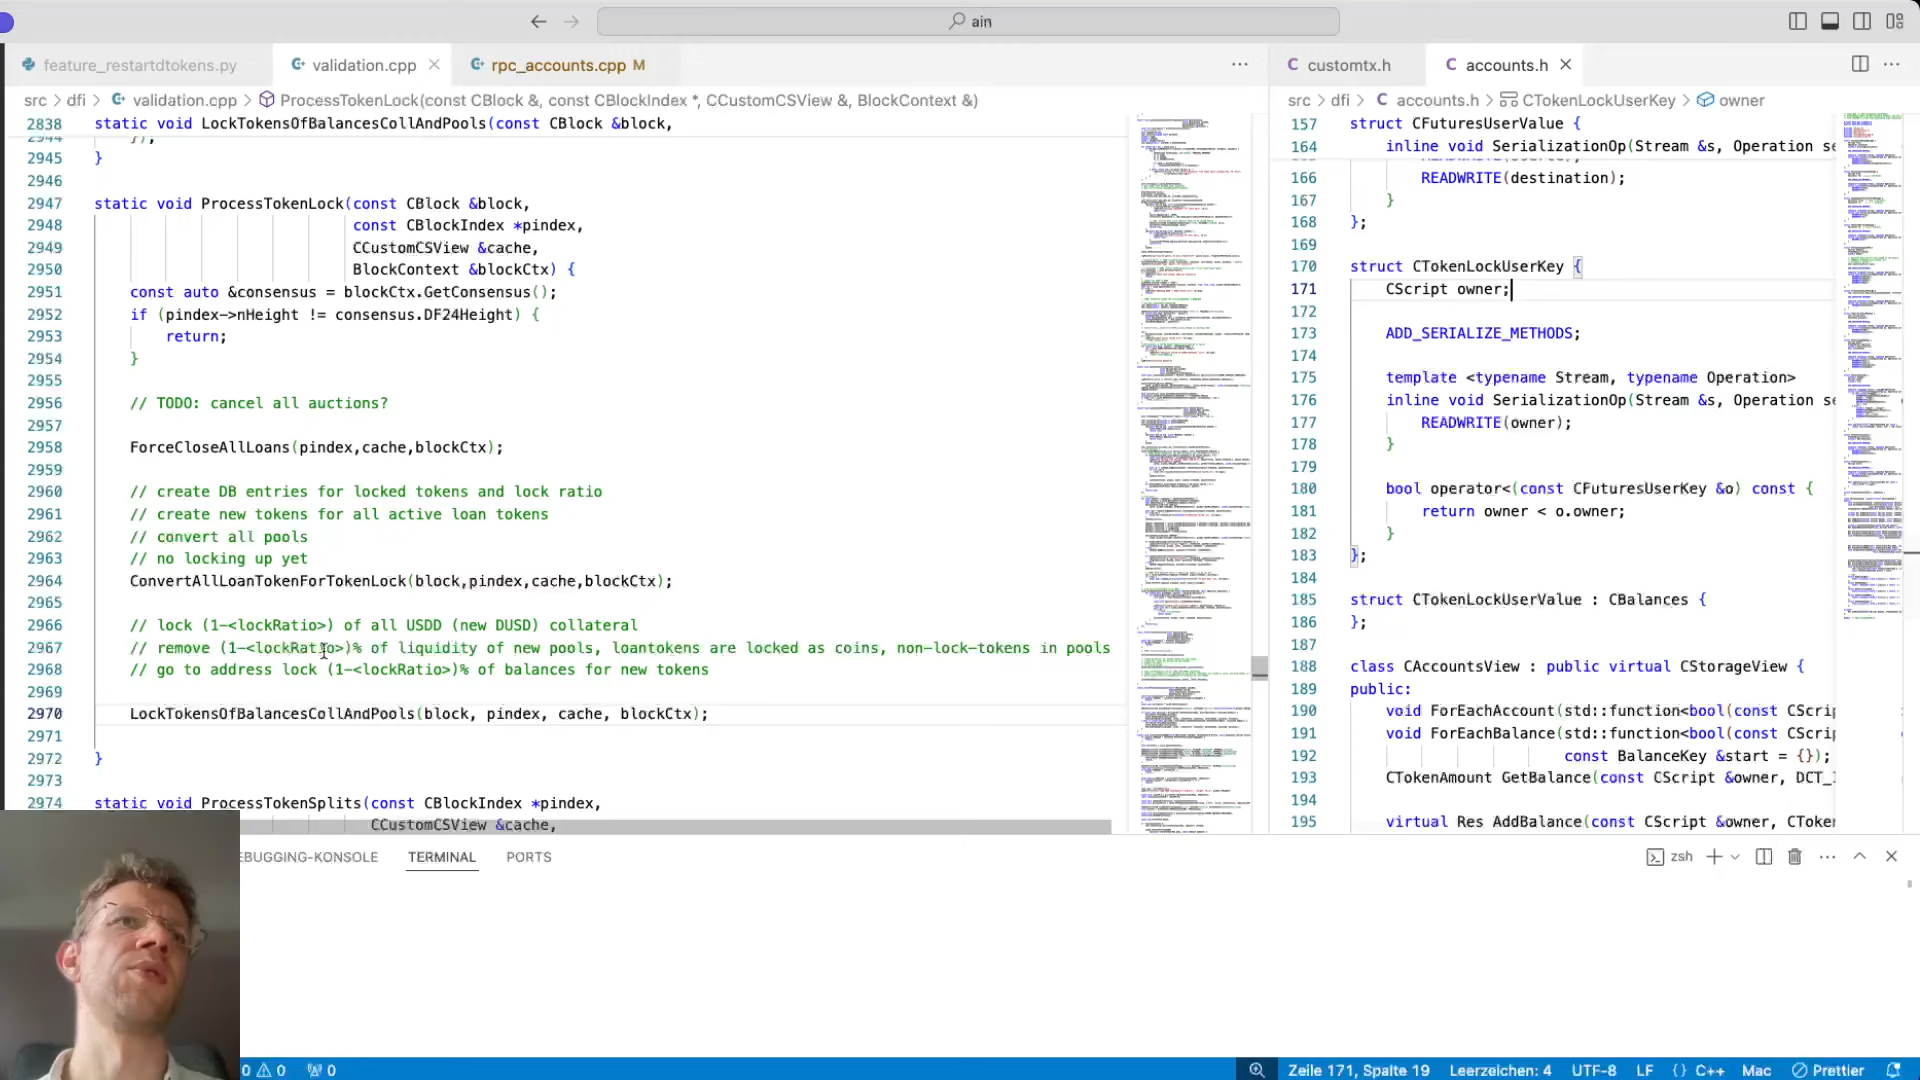 ain
feature_restartdtokens.py
validation.cpp
rpc_accounts.cpp M
customtx.h
accounts.h
src > dfi > validation.cpp > ProcessTokenLock(const CBlock &, const CBlockIndex *, CCustomCSView &, BlockContext &)
2838 static void LockTokensOfBalancesCollAndPools(const CBlock &block,
2944 });
2945 }
2946
2947 static void ProcessTokenLock(const CBlock &block,
2948 const CBlockIndex *pindex,
2949 CCustomCSView &cache,
2950 BlockContext &blockCtx) {
2951 const auto &consensus = blockCtx.GetConsensus();
2952 if (pindex->nHeight != consensus.DF24Height) {
2953 return;
2954 }
2955
2956 // TODO: cancel all auctions?
2957
2958 ForceCloseAllLoans(pindex,cache,blockCtx);
2959
2960 // create DB entries for locked tokens and lock ratio
2961 // create new tokens for all active loan tokens
2962 // convert all pools
2963 // no locking up yet
2964 ConvertAllLoanTokenForTokenLock(block,pindex,cache,blockCtx);
2965
2966 // lock (1-<lockRatio>) of all USDD (new DUSD) collateral
2967 // remove (1-<lockRatio>)% of liquidity of new pools, loantokens are locked as coins, non-lock-tokens in pools
2968 // go to address lock (1-<lockRatio>)% of balances for new tokens
2969
2970 LockTokensOfBalancesCollAndPools(block, pindex, cache, blockCtx);
2971
2972 }
2973
2974 static void ProcessTokenSplits(const CBlockIndex *pindex,
CCustomCSView &cache,
src > dfi > accounts.h > CTokenLockUserKey > owner
157 struct CFuturesUserValue {
164 inline void SerializationOp(Stream &s, Operation se
166 READWRITE(destination);
167 }
168 };
169
170 struct CTokenLockUserKey {
171 CScript owner;
172
173 ADD_SERIALIZE_METHODS;
174
175 template <typename Stream, typename Operation>
176 inline void SerializationOp(Stream &s, Operation se
177 READWRITE(owner);
178 }
179
180 bool operator<(const CFuturesUserKey &o) const {
181 return owner < o.owner;
182 }
183 };
184
185 struct CTokenLockUserValue : CBalances {
186 };
187
188 class CAccountsView : public virtual CStorageView {
189 public:
190 void ForEachAccount(std::function<bool(const CScrip
191 void ForEachBalance(std::function<bool(const CScrip
192 const BalanceKey &start = {});
193 CTokenAmount GetBalance(const CScript &owner, DCT_
194
195 virtual Res AddBalance(const CScript &owner, CToken
EBUGGING-KONSOLE
TERMINAL
PORTS
zsh
0 0 0
Zeile 171, Spalte 19
Leerzeichen: 4
UTF-8
LF
{} C++
Mac
Prettier